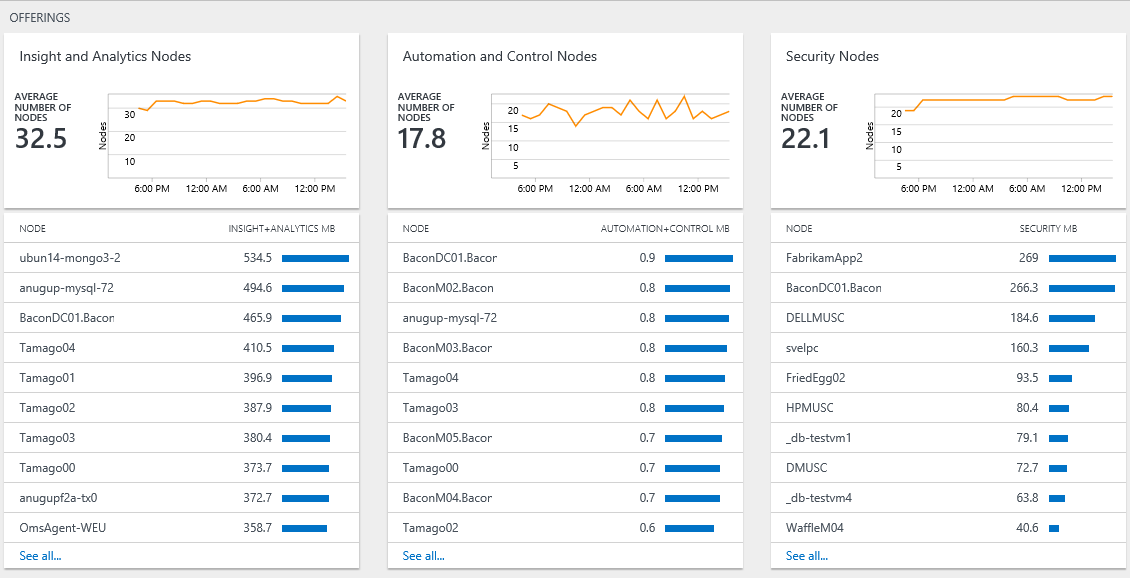 OFFERINGS
Insight and Analytics Nodes
AVERAGE
NUMBER OF
NODES
32.5
Nodes
30
20
10
6:00 PM 12:00 AM 6:00 AM 12:00 PM
NODE INSIGHT+ANALYTICS MB
ubun14-mongo3-2 534.5
anugup-mysql-72 494.6
BaconDC01.Bacon 465.9
Tamago04 410.5
Tamago01 396.9
Tamago02 387.9
Tamago03 380.4
Tamago00 373.7
anugupf2a-tx0 372.7
OmsAgent-WEU 358.7
See all...
Automation and Control Nodes
AVERAGE
NUMBER OF
NODES
17.8
Nodes
20
15
10
5
6:00 PM 12:00 AM 6:00 AM 12:00 PM
NODE AUTOMATION+CONTROL MB
BaconDC01.Bacor 0.9
BaconM02.Bacon 0.8
anugup-mysql-72 0.8
BaconM03.Bacor 0.8
Tamago04 0.8
Tamago03 0.8
BaconM05.Bacor 0.7
Tamago00 0.7
BaconM04.Bacor 0.7
Tamago02 0.6
See all...
Security Nodes
AVERAGE
NUMBER OF
NODES
22.1
Nodes
20
15
10
5
6:00 PM 12:00 AM 6:00 AM 12:00 PM
NODE SECURITY MB
FabrikamApp2 269
BaconDC01.Bacon 266.3
DELLMUSC 184.6
svelpc 160.3
FriedEgg02 93.5
HPMUSC 80.4
_db-testvm1 79.1
DMUSC 72.7
_db-testvm4 63.8
WaffleM04 40.6
See all...